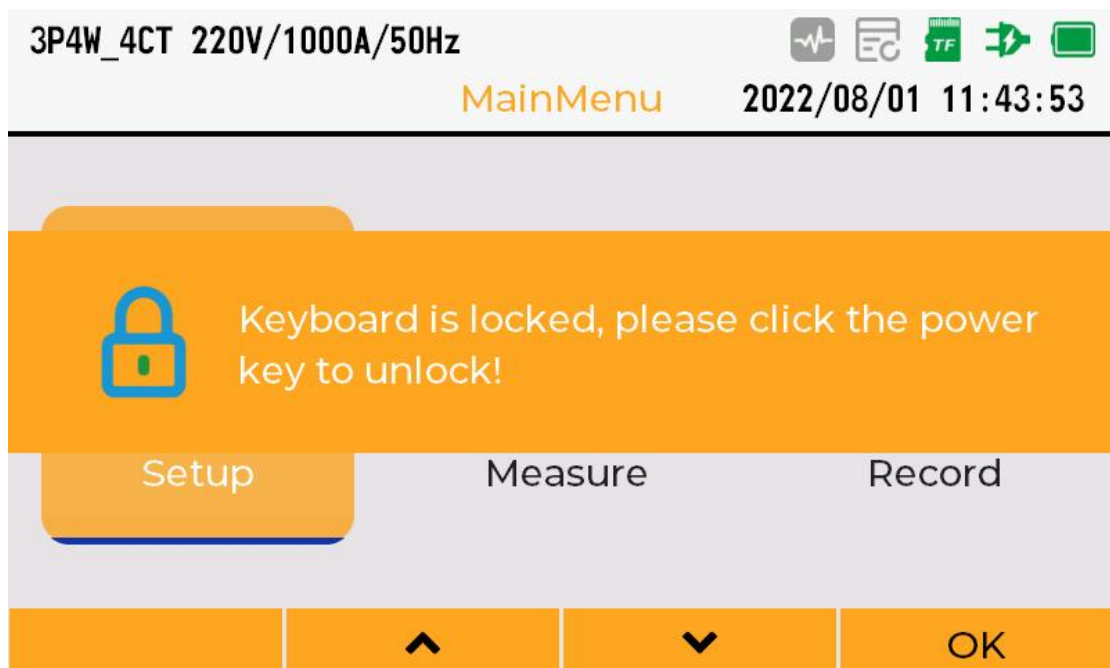 3P4W_4CT 220V/1000A/50Hz
TF
MainMenu 2022/08/01 11:43:53
Keyboard is locked, please click the power
key to unlock!
Setup Measure Record
OK